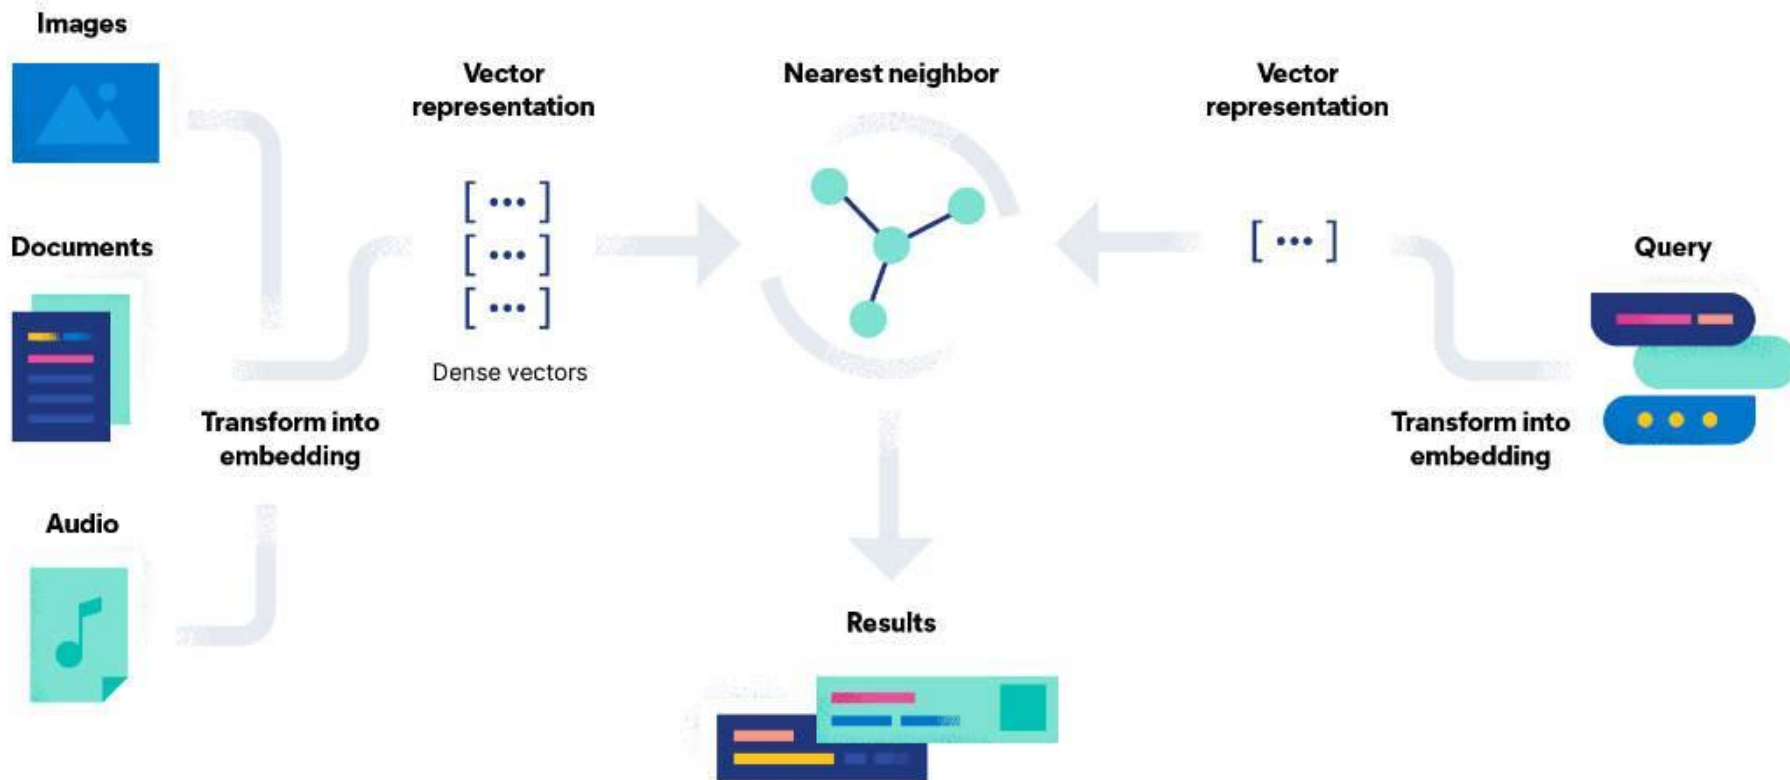 Images
Documents
Audio
Transform into
embedding
Vector
representation
[ ••• ]
[ ••• ]
[ ••• ]
Dense vectors
Nearest neighbor
Results
Vector
representation
[ ••• ]
Query
Transform into
embedding